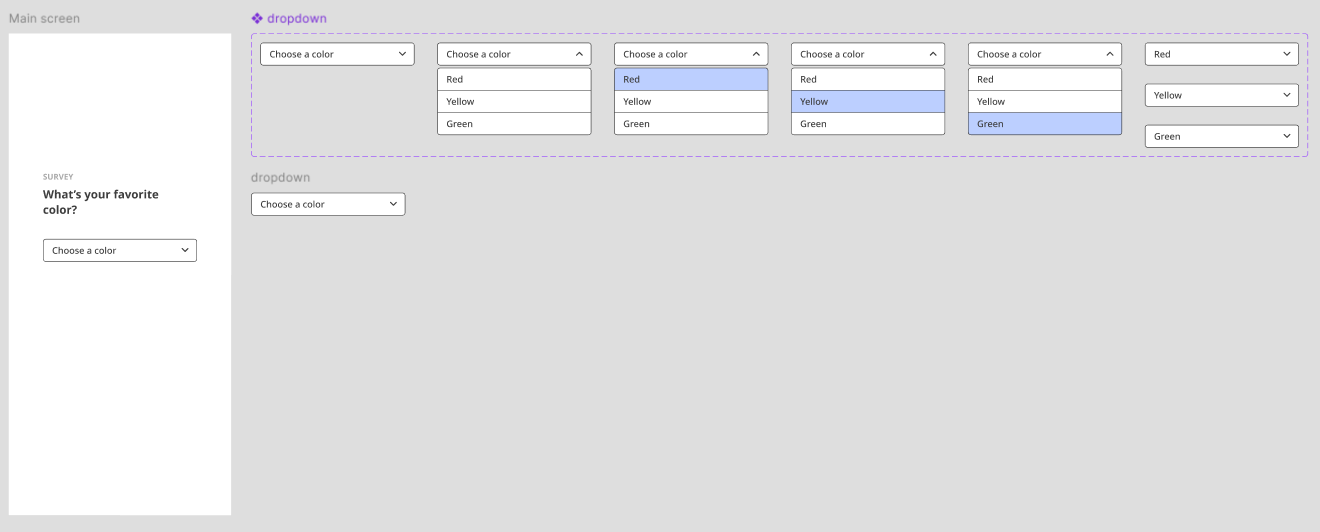 Main screen
SURVEY
What's your favorite
color?
Choose a color
dropdown
Choose a color
Choose a color
Red
Yellow
Green
Choose a color
Red
Yellow
Green
Choose a color
Red
Yellow
Green
Choose a color
Red
Yellow
Green
Red
Yellow
Green
dropdown
Choose a color